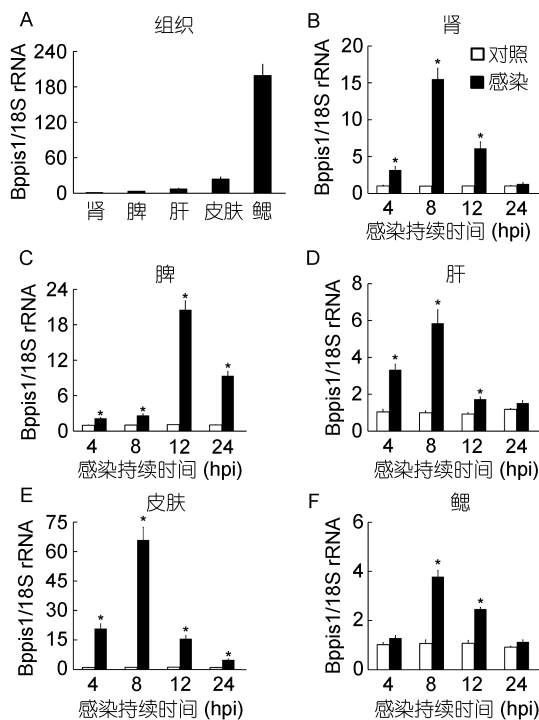 A 组织
Bppis1/18S rRNA
240
180
120
60
0
肾 脾 肝 皮肤 鳃
B 肾
Bppis1/18S rRNA
20
15
10
5
0
对照
感染
* * *
4 8 12 24
感染持续时间 (hpi)
C 脾
Bppis1/18S rRNA
24
18
12
6
0
* * * *
4 8 12 24
感染持续时间 (hpi)
D 肝
Bppis1/18S rRNA
8
6
4
2
0
* * *
4 8 12 24
感染持续时间 (hpi)
E 皮肤
Bppis1/18S rRNA
75
60
45
30
15
0
* * * *
4 8 12 24
感染持续时间 (hpi)
F 鳃
Bppis1/18S rRNA
6
4
2
0
* *
4 8 12 24
感染持续时间 (hpi)